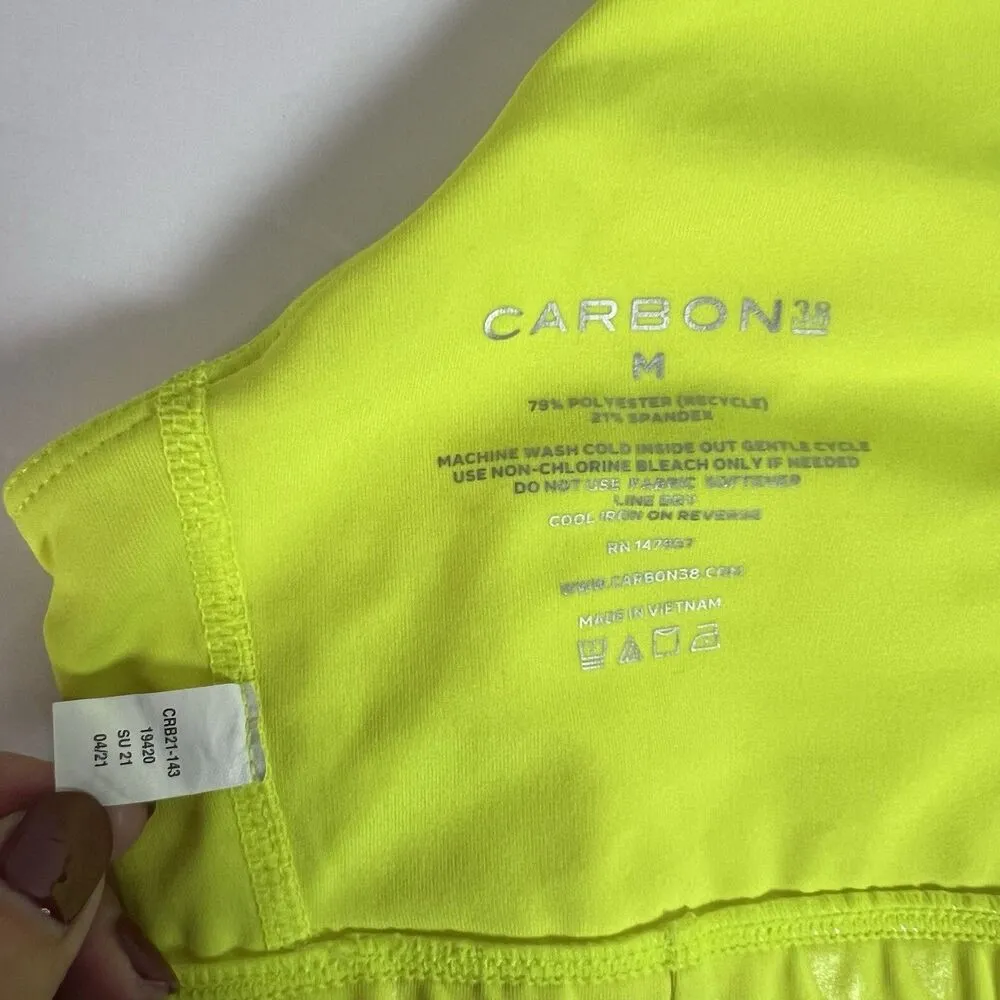 CARBON38
M
79% POLYESTER (RECYCLE)
21% SPANDEX
MACHINE WASH COLD INSIDE OUT GENTLE CYCLE
USE NON-CHLORINE BLEACH ONLY IF NEEDED
DO NOT USE FABRIC SOFTENER
LINE DRY
COOL IRON ON REVERSE
RN
WWW.CARBON38.COM
MADE IN VIETNAM
CRB21-143
19420
SU 21
04/21